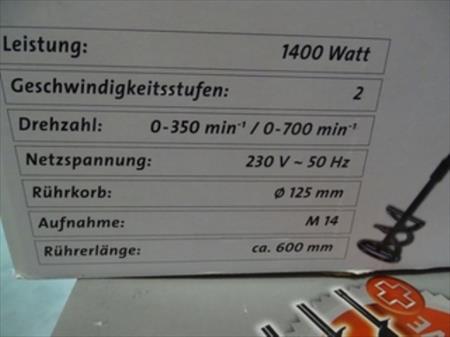 Leistung: 1400 Watt
Geschwindigkeitsstufen: 2
Drehzahl: 0-350 min⁻¹ / 0-700 min⁻¹
Netzspannung: 230 V ~ 50 Hz
Rührkorb: Ø 125 mm
Aufnahme: M 14
Rührerlänge: ca. 600 mm